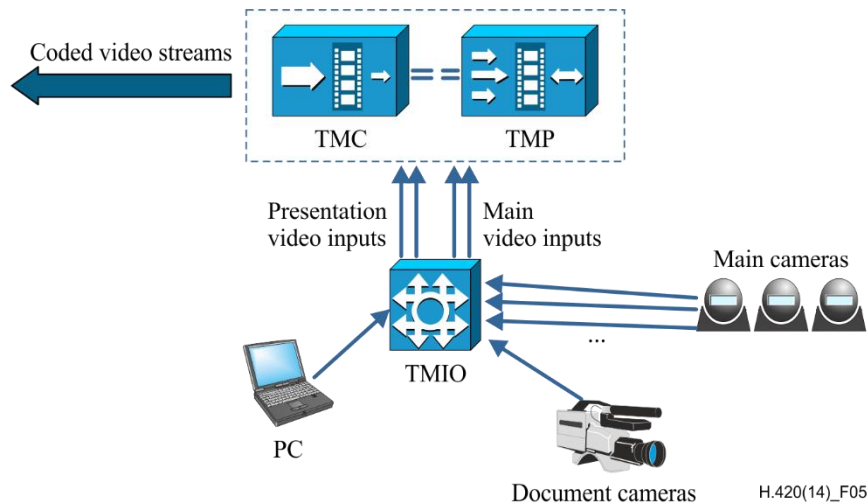 Coded video streams
TMC
TMP
Presentation
video inputs
Main
video inputs
Main cameras
...
TMIO
PC
Document cameras
H.420(14)_F05